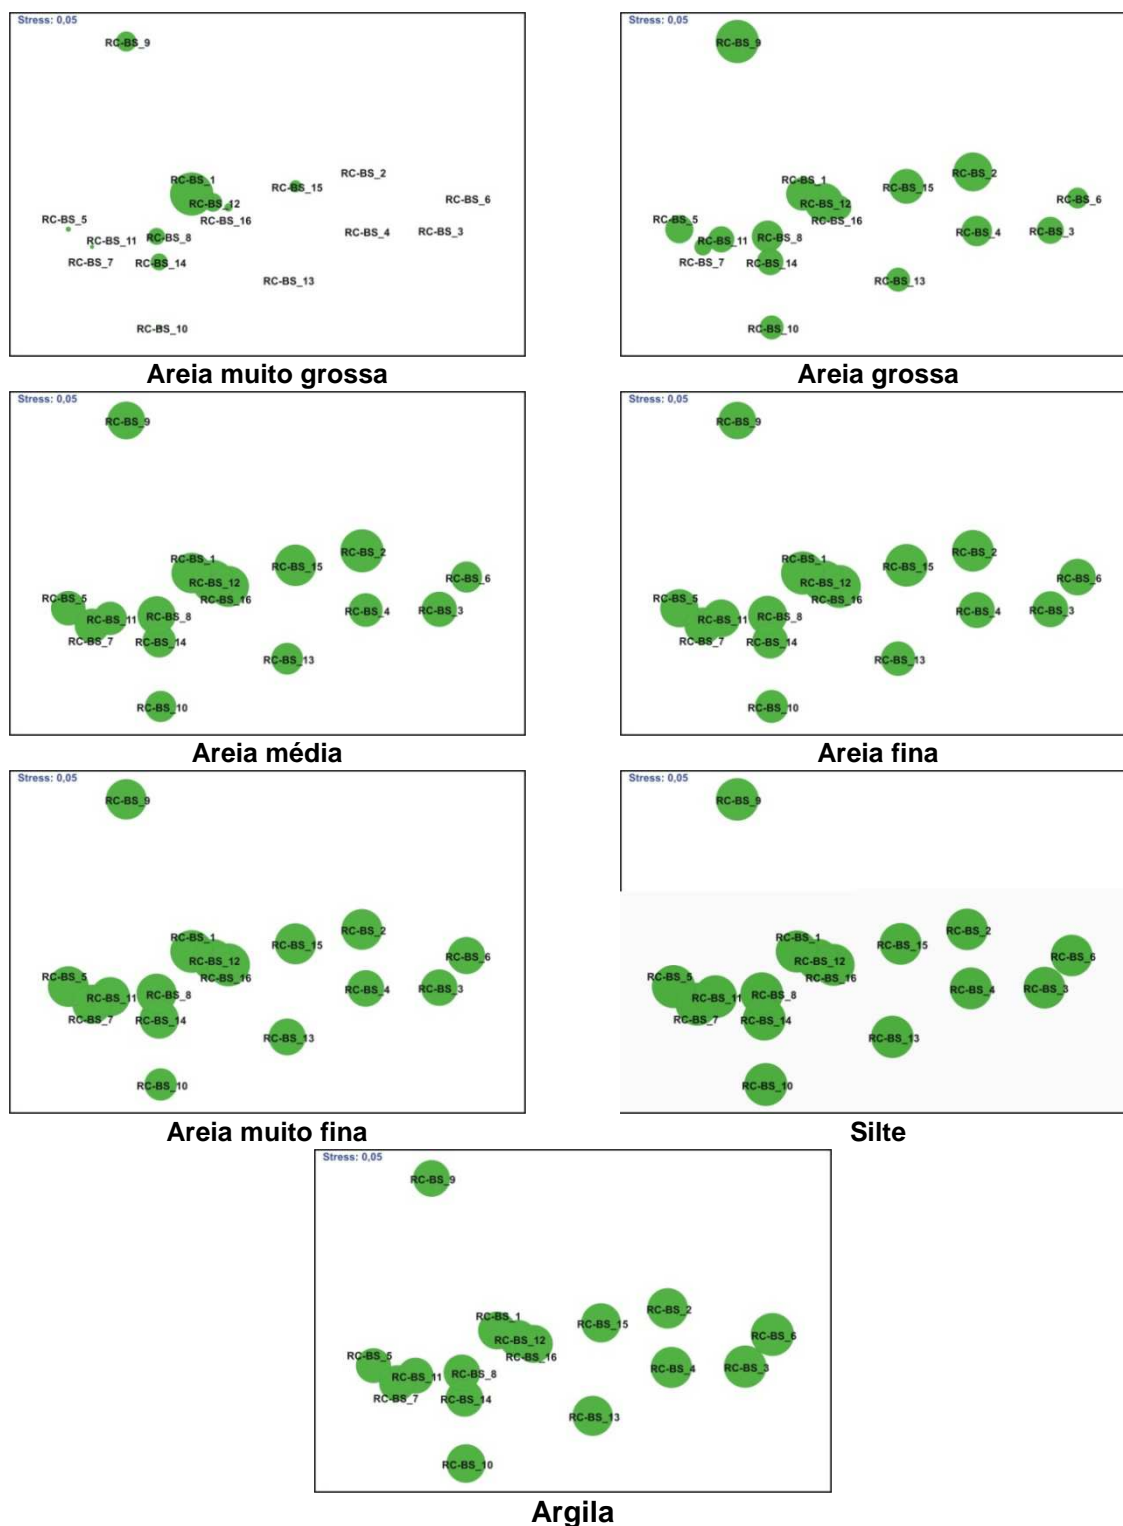 Stress: 0,05
RC-BS_9
RC-BS_1
RC-BS_2
RC-BS_15
RC-BS_12
RC-BS_6
RC-BS_5
RC-BS_16
RC-BS_4
RC-BS_3
RC-BS_11
RC-BS_8
RC-BS_7
RC-BS_14
RC-BS_13
RC-BS_10
Areia muito grossa
Stress: 0,05
RC-BS_9
RC-BS_2
RC-BS_1
RC-BS_15
RC-BS_6
RC-BS_12
RC-BS_5
RC-BS_16
RC-BS_4
RC-BS_3
RC-BS_8
RC-BS_11
RC-BS_7
RC-BS_14
RC-BS_13
RC-BS_10
Areia grossa
Stress: 0,05
RC-BS_9
RC-BS_2
RC-BS_1
RC-BS_15
RC-BS_6
RC-BS_12
RC-BS_5
RC-BS_16
RC-BS_4
RC-BS_3
RC-BS_8
RC-BS_11
RC-BS_7
RC-BS_14
RC-BS_13
RC-BS_10
Areia média
Stress: 0,05
RC-BS_9
RC-BS_2
RC-BS_1
RC-BS_15
RC-BS_6
RC-BS_12
RC-BS_5
RC-BS_16
RC-BS_4
RC-BS_3
RC-BS_8
RC-BS_11
RC-BS_7
RC-BS_14
RC-BS_13
RC-BS_10
Areia fina
Stress: 0,05
RC-BS_9
RC-BS_2
RC-BS_1
RC-BS_15
RC-BS_6
RC-BS_12
RC-BS_5
RC-BS_16
RC-BS_4
RC-BS_3
RC-BS_8
RC-BS_11
RC-BS_7
RC-BS_14
RC-BS_13
RC-BS_10
Areia muito fina
Stress: 0,05
RC-BS_9
RC-BS_2
RC-BS_1
RC-BS_15
RC-BS_6
RC-BS_12
RC-BS_5
RC-BS_16
RC-BS_4
RC-BS_3
RC-BS_8
RC-BS_11
RC-BS_7
RC-BS_14
RC-BS_13
RC-BS_10
Silte
Stress: 0,05
RC-BS_9
RC-BS_2
RC-BS_1
RC-BS_15
RC-BS_6
RC-BS_12
RC-BS_5
RC-BS_16
RC-BS_4
RC-BS_3
RC-BS_8
RC-BS_11
RC-BS_7
RC-BS_14
RC-BS_13
RC-BS_10
Argila